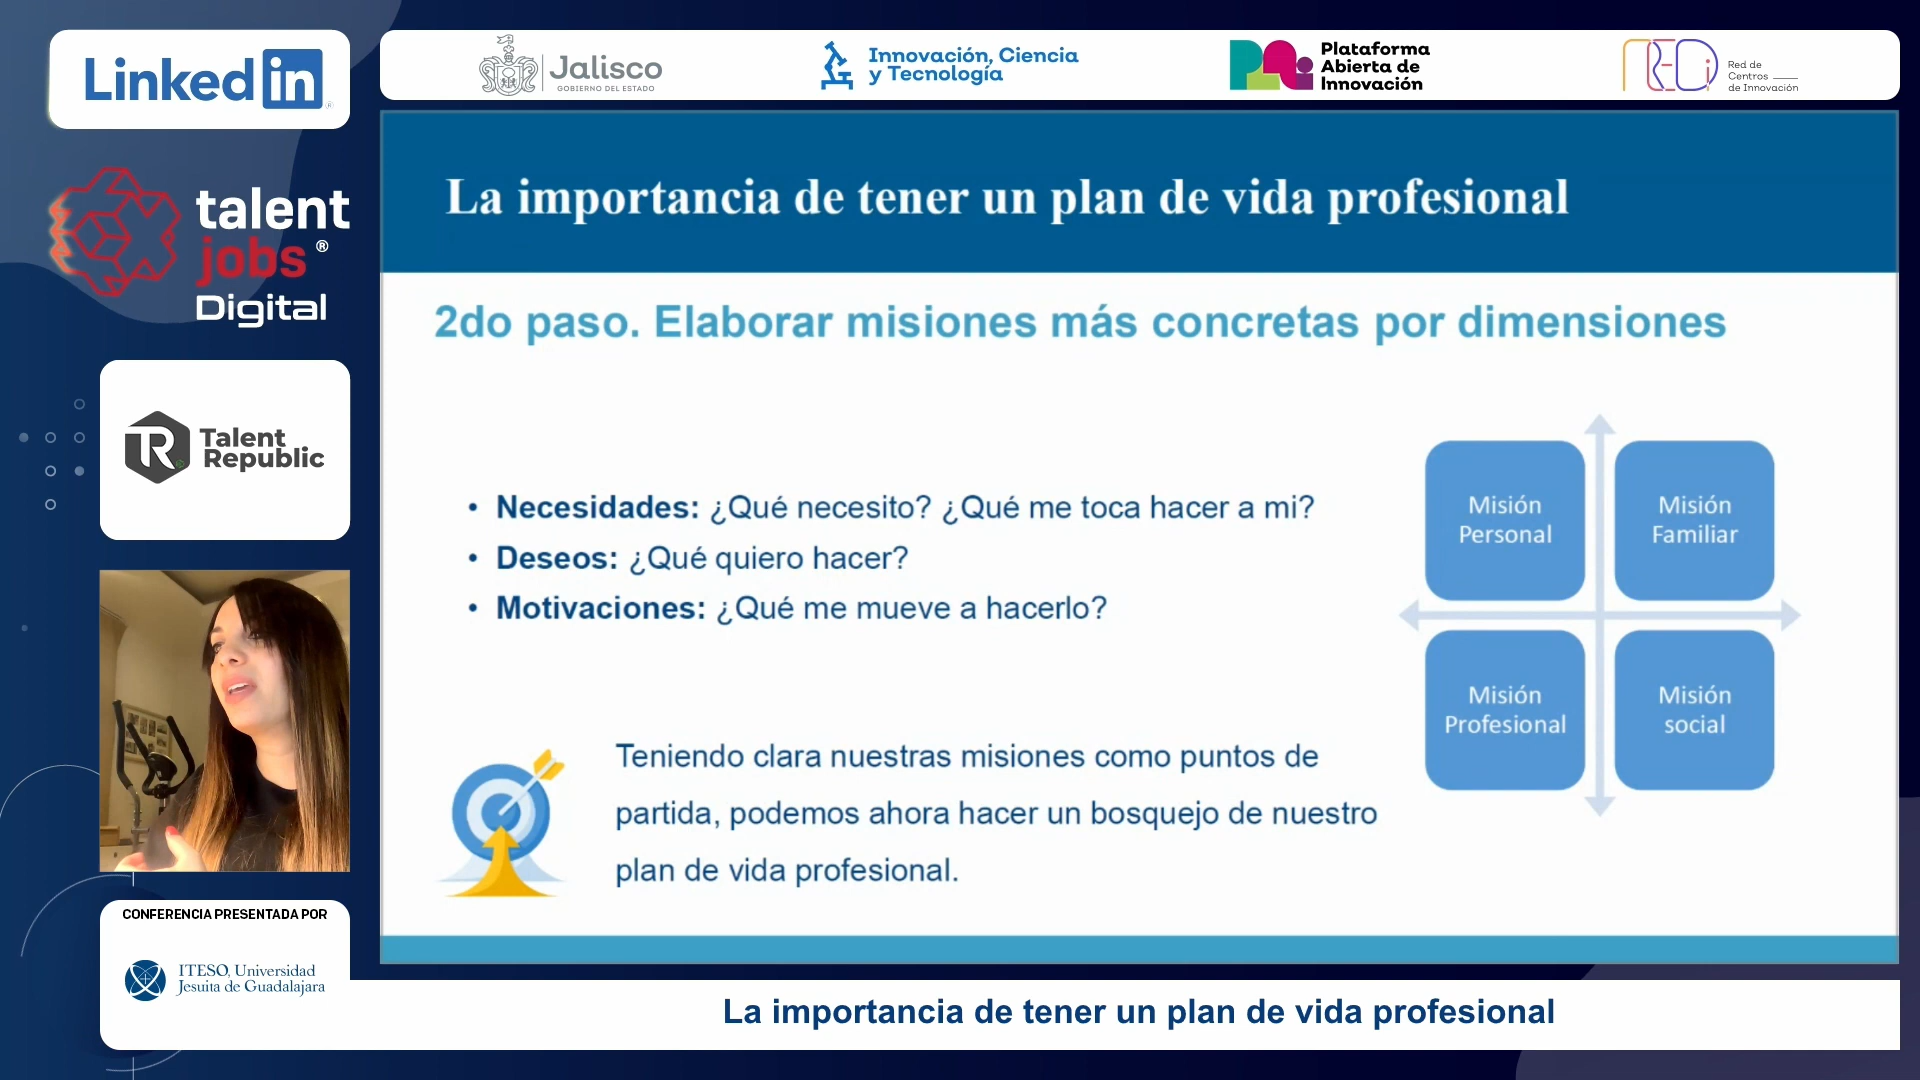 Linked in
Jalisco
GOBIERNO DEL ESTADO
Innovación, Ciencia
y Tecnología
Plataforma
Abierta de
Innovación
REDi
Red de
Centros
de Innovación
talent
jobs®
Digital
Talent
Republic
CONFERENCIA PRESENTADA POR
ITESO, Universidad
Jesuita de Guadalajara
La importancia de tener un plan de vida profesional
2do paso. Elaborar misiones más concretas por dimensiones
• Necesidades: ¿Qué necesito? ¿Qué me toca hacer a mi?
• Deseos: ¿Qué quiero hacer?
• Motivaciones: ¿Qué me mueve a hacerlo?
Misión
Personal
Misión
Familiar
Misión
Profesional
Misión
social
Teniendo clara nuestras misiones como puntos de
partida, podemos ahora hacer un bosquejo de nuestro
plan de vida profesional.
La importancia de tener un plan de vida profesional